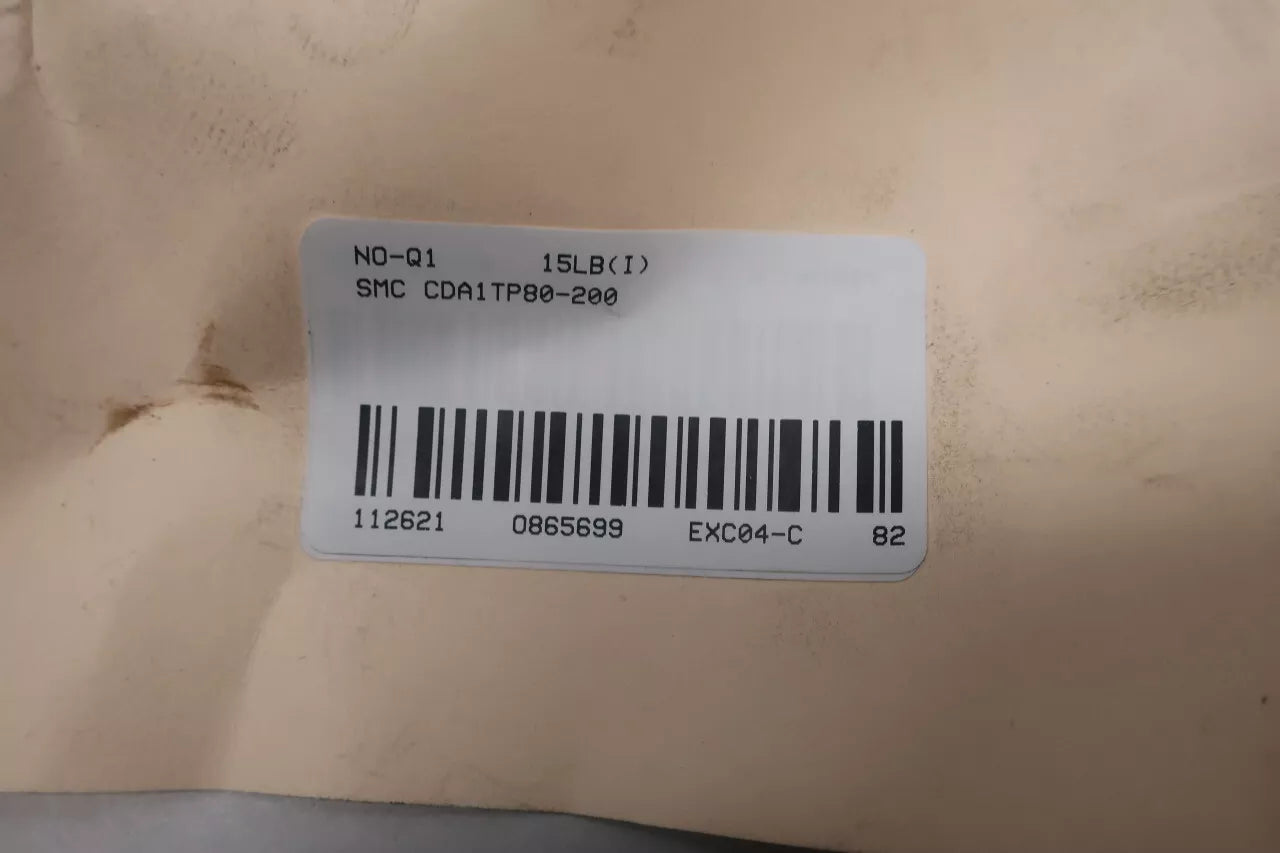 NO-Q1 15LB(I)
SMC CDA1TP80-200
112621 0865699 EXC04-C 82